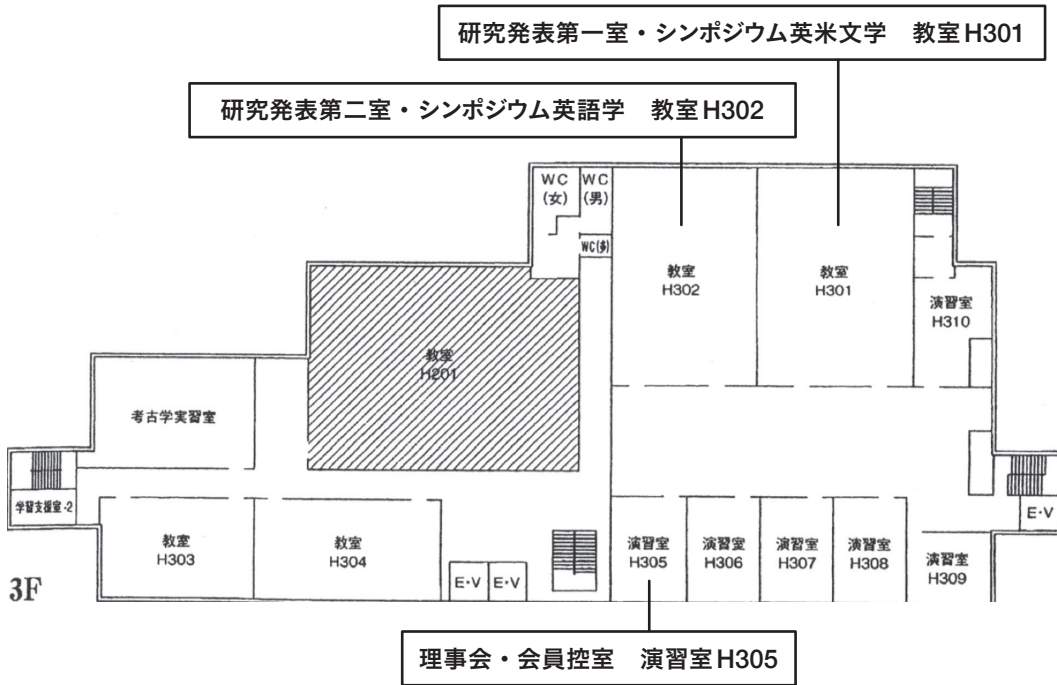 研究発表第一室・シンポジウム英米文学　教室H301
研究発表第二室・シンポジウム英語学　教室H302
WC
(女)
WC
(男)
WC(多)
教室
H302
教室
H301
演習室
H310
教室
H201
考古学実習室
学習支援室-2
教室
H303
教室
H304
E・V
E・V
演習室
H305
演習室
H306
演習室
H307
演習室
H308
演習室
H309
E・V
3F
理事会・会員控室　演習室H305